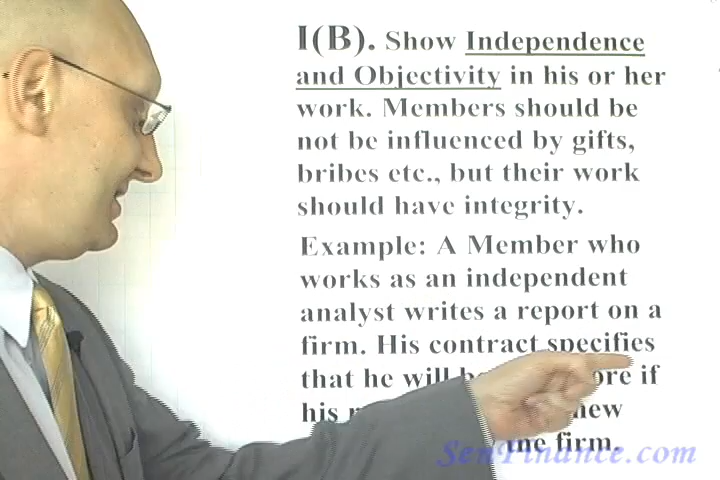 I(B). Show Independence
and Objectivity in his or her
work. Members should be
not be influenced by gifts,
bribes etc., but their work
should have integrity.
Example: A Member who
works as an independent
analyst writes a report on a
firm. His contract specifies
that he will if
his
firm.
SenFinance.com